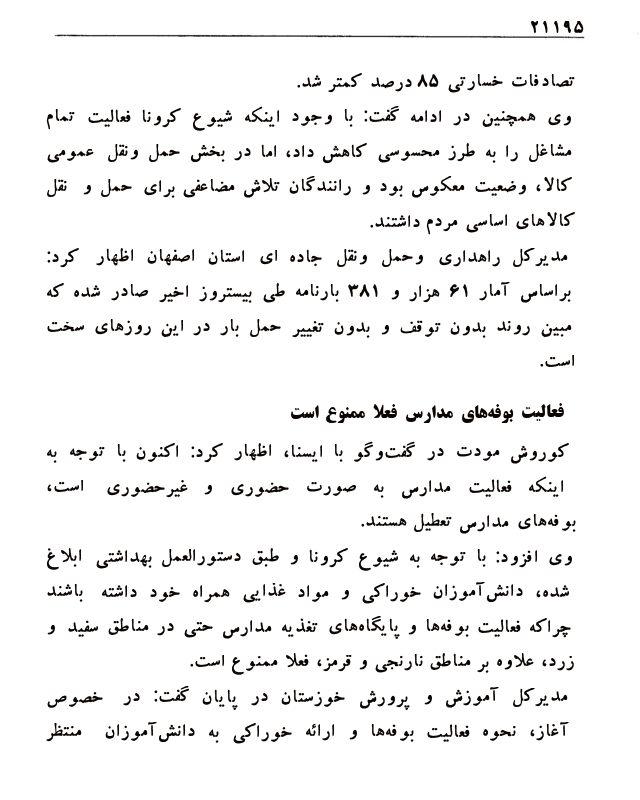 ۲۱۱۹۵
تصادفات خسارتی ۸۵ درصد کمتر شد.
وی همچنین در ادامه گفت: با وجود اینکه شیوع کرونا فعالیت تمام
مشاغل را به طرز محسوسی کاهش داد، اما در بخش حمل ونقل عمومی
کالا، وضعیت معکوس بود و رانندگان تلاش مضاعفی برای حمل و نقل
کالاهای اساسی مردم داشتند.
مدیرکل راهداری وحمل ونقل جاده ای استان اصفهان اظهار کرد:
براساس آمار ۶۱ هزار و ۳۸۱ بارنامه طی بیستروز اخیر صادر شده که
مبین روند بدون توقف و بدون تغییر حمل بار در این روزهای سخت
است.
فعالیت بوفه‌های مدارس فعلا ممنوع است
کوروش مودت در گفت‌وگو با ایسنا، اظهار کرد: اکنون با توجه به
اینکه فعالیت مدارس به صورت حضوری و غیرحضوری است،
بوفه‌های مدارس تعطیل هستند.
وی افزود: با توجه به شیوع کرونا و طبق دستورالعمل بهداشتی ابلاغ
شده، دانش‌آموزان خوراکی و مواد غذایی همراه خود داشته باشند
چراکه فعالیت بوفه‌ها و پایگاه‌های تغذیه مدارس حتی در مناطق سفید و
زرد، علاوه بر مناطق نارنجی و قرمز، فعلا ممنوع است.
مدیرکل آموزش و پرورش خوزستان در پایان گفت: در خصوص
آغاز، نحوه فعالیت بوفه‌ها و ارائه خوراکی به دانش‌آموزان منتظر